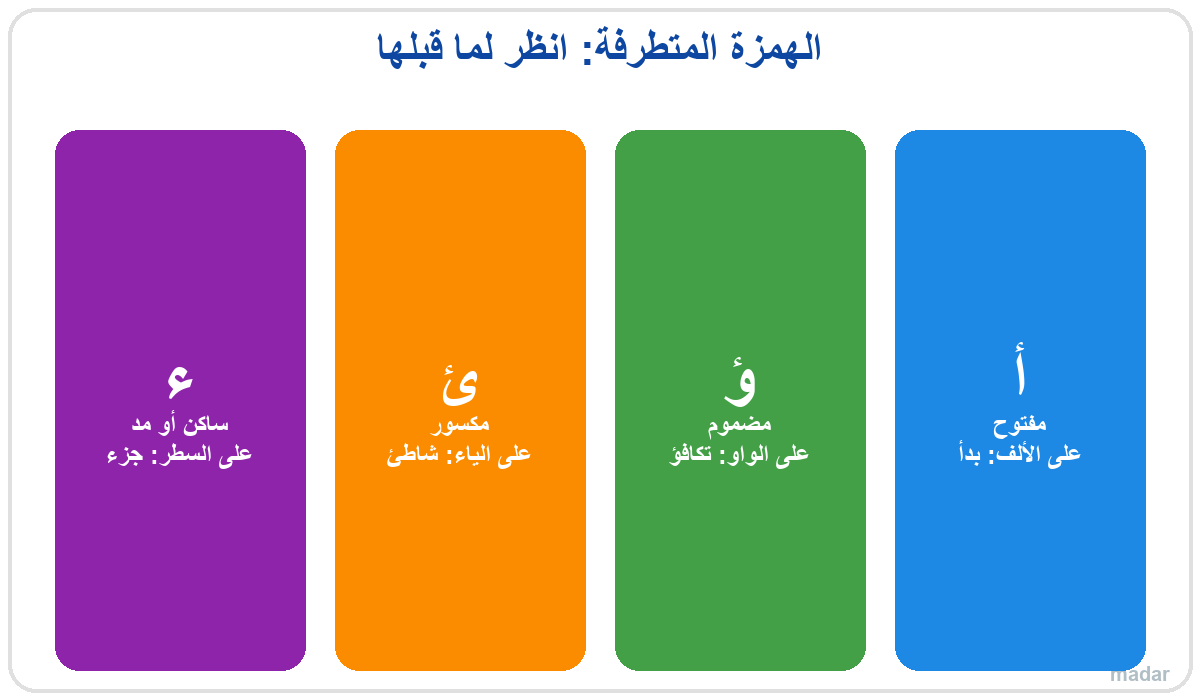 الهمزة المتطرفة: انظر لما قبلها
أ
مفتوح
على الألف: بدأ
ؤ
مضموم
على الواو: تكافؤ
ئ
مكسور
على الياء: شاطئ
ء
ساكن أو مد
على السطر: جزء
madar